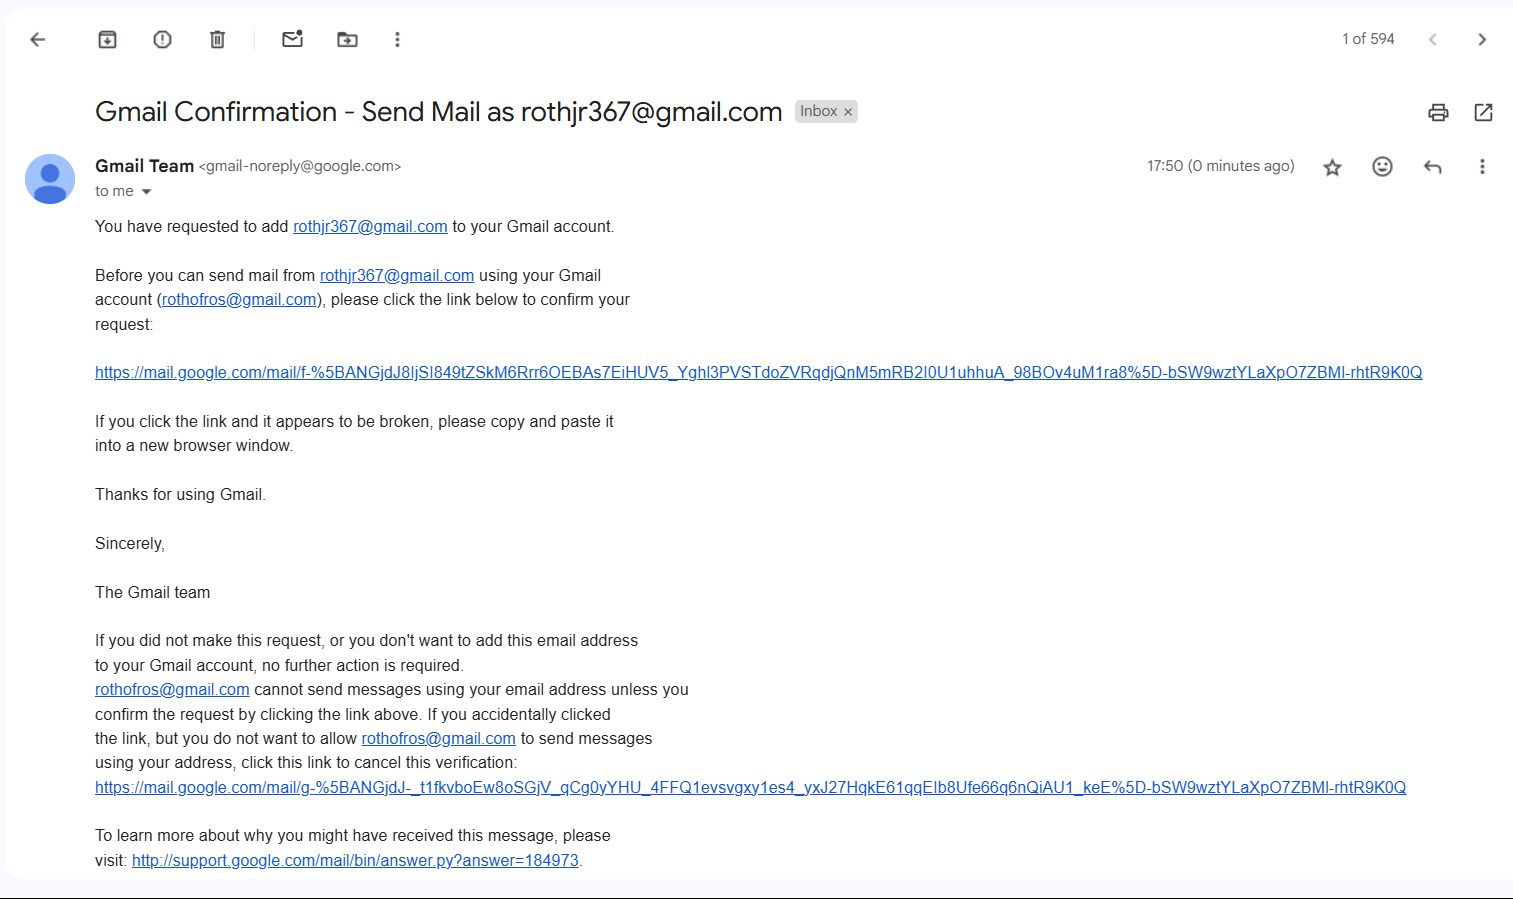 1 of 594
Gmail Confirmation - Send Mail as rothjr367@gmail.com Inbox ×
Gmail Team <gmail-noreply@google.com> 17:50 (0 minutes ago)
to me
You have requested to add rothjr367@gmail.com to your Gmail account.
Before you can send mail from rothjr367@gmail.com using your Gmail
account (rothofros@gmail.com), please click the link below to confirm your
request:
https://mail.google.com/mail/f-%5BANGjdJ8IjSI849tZSkM6Rrr6OEBAs7EiHUV5_Yghl3PVSTdoZVRqdjQnM5mRB2I0U1uhhuA_98BOv4uM1ra8%5D-bSW9wztYLaXpO7ZBMl-rhtR9K0Q
If you click the link and it appears to be broken, please copy and paste it
into a new browser window.
Thanks for using Gmail.
Sincerely,
The Gmail team
If you did not make this request, or you don't want to add this email address
to your Gmail account, no further action is required.
rothofros@gmail.com cannot send messages using your email address unless you
confirm the request by clicking the link above. If you accidentally clicked
the link, but you do not want to allow rothofros@gmail.com to send messages
using your address, click this link to cancel this verification:
https://mail.google.com/mail/g-%5BANGjdJ-_t1fkvboEw8oSGjV_qCg0yYHU_4FFQ1evsvgxy1es4_yxJ27HqkE61qqEIb8Ufe66q6nQiAU1_keE%5D-bSW9wztYLaXpO7ZBMl-rhtR9K0Q
To learn more about why you might have received this message, please
visit: http://support.google.com/mail/bin/answer.py?answer=184973.